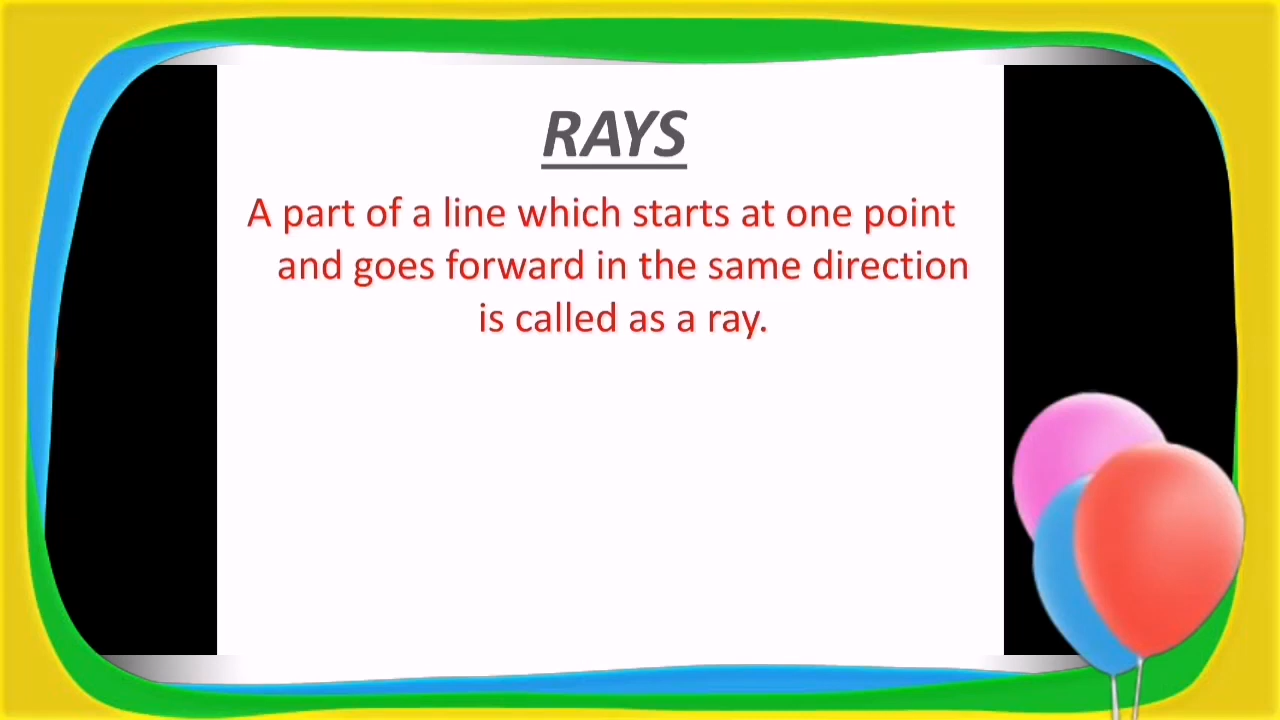 RAYS
A part of a line which starts at one point
and goes forward in the same direction
is called as a ray.